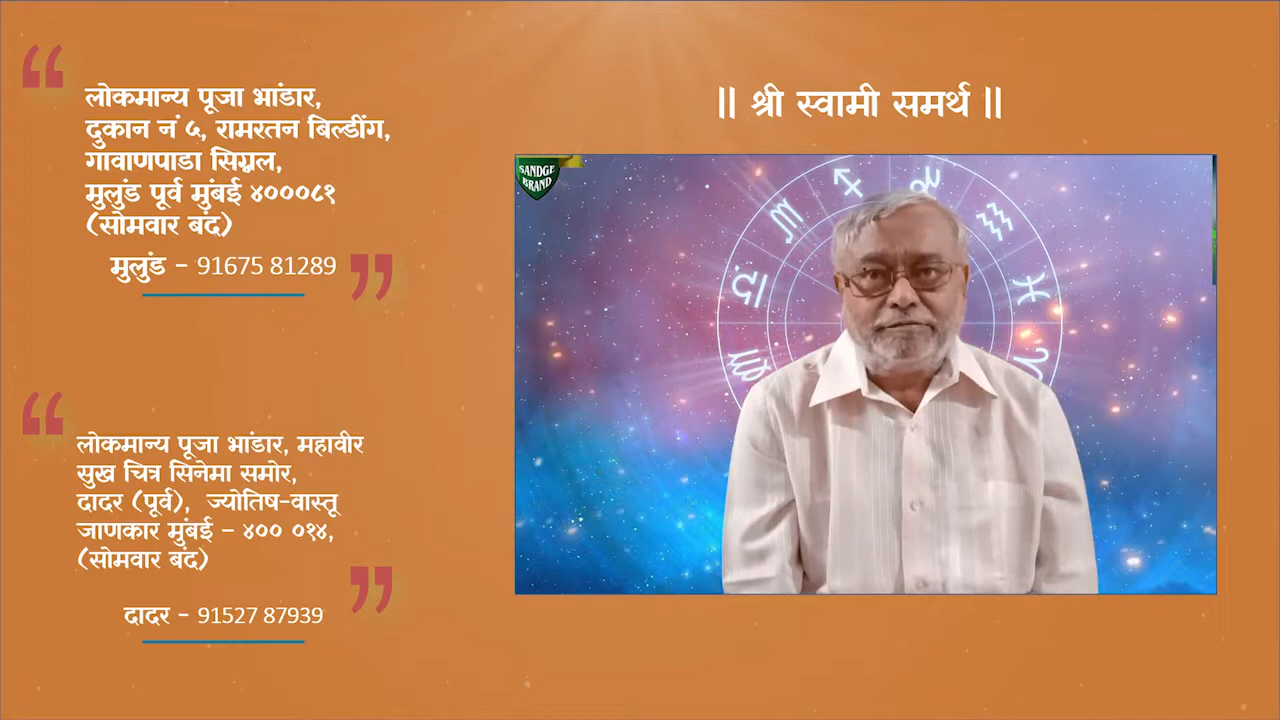 लोकमान्य पूजा भांडार,
दुकान नं ५, रामरतन बिल्डींग,
गावाणपाडा सिग्नल,
मुलुंड पूर्व मुंबई ४०००८१
(सोमवार बंद)
मुलुंड - 91675 81289
लोकमान्य पूजा भांडार, महावीर
सुख चित्र सिनेमा समोर,
दादर (पूर्व), ज्योतिष-वास्तू
जाणकार मुंबई - ४०० ०१४,
(सोमवार बंद)
दादर - 91527 87939
॥ श्री स्वामी समर्थ ॥
SANDGE
BRAND